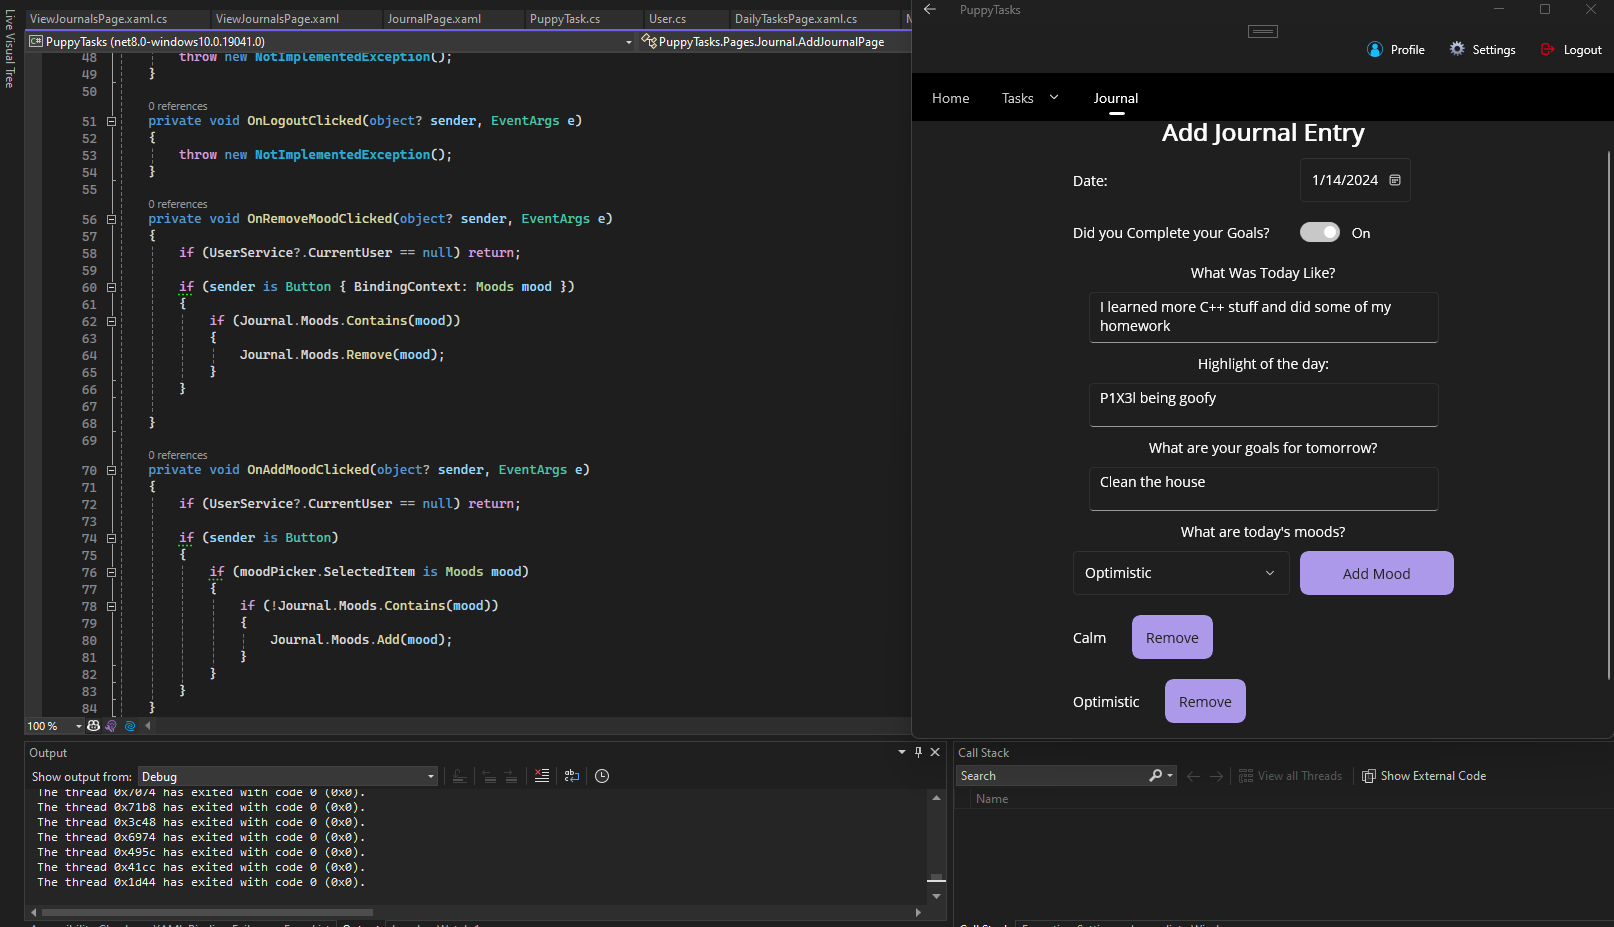 Live Visual Tree
ViewJournalsPage.xaml.cs ViewJournalsPage.xaml JournalPage.xaml PuppyTask.cs User.cs DailyTasksPage.xaml.cs
C# PuppyTasks (net8.0-windows10.0.19041.0) PuppyTasks.Pages.Journal.AddJournalPage
48 throw new NotImplementedException();
49 }
50
0 references
51 private void OnLogoutClicked(object? sender, EventArgs e)
52 {
53 throw new NotImplementedException();
54 }
55
0 references
56 private void OnRemoveMoodClicked(object? sender, EventArgs e)
57 {
58 if (UserService?.CurrentUser == null) return;
59
60 if (sender is Button { BindingContext: Moods mood })
61 {
62 if (Journal.Moods.Contains(mood))
63 {
64 Journal.Moods.Remove(mood);
65 }
66 }
67
68 }
69
0 references
70 private void OnAddMoodClicked(object? sender, EventArgs e)
71 {
72 if (UserService?.CurrentUser == null) return;
73
74 if (sender is Button)
75 {
76 if (moodPicker.SelectedItem is Moods mood)
77 {
78 if (!Journal.Moods.Contains(mood))
79 {
80 Journal.Moods.Add(mood);
81 }
82 }
83 }
84 }
100 %
PuppyTasks
Profile Settings Logout
Home Tasks Journal
Add Journal Entry
Date: 1/14/2024
Did you Complete your Goals? On
What Was Today Like?
I learned more C++ stuff and did some of my
homework
Highlight of the day:
P1X3l being goofy
What are your goals for tomorrow?
Clean the house
What are today's moods?
Optimistic Add Mood
Calm Remove
Optimistic Remove
Output
Show output from: Debug
The thread 0x7074 has exited with code 0 (0x0).
The thread 0x71b8 has exited with code 0 (0x0).
The thread 0x3c48 has exited with code 0 (0x0).
The thread 0x6974 has exited with code 0 (0x0).
The thread 0x495c has exited with code 0 (0x0).
The thread 0x41cc has exited with code 0 (0x0).
The thread 0x1d44 has exited with code 0 (0x0).
Call Stack
Search View all Threads Show External Code
Name